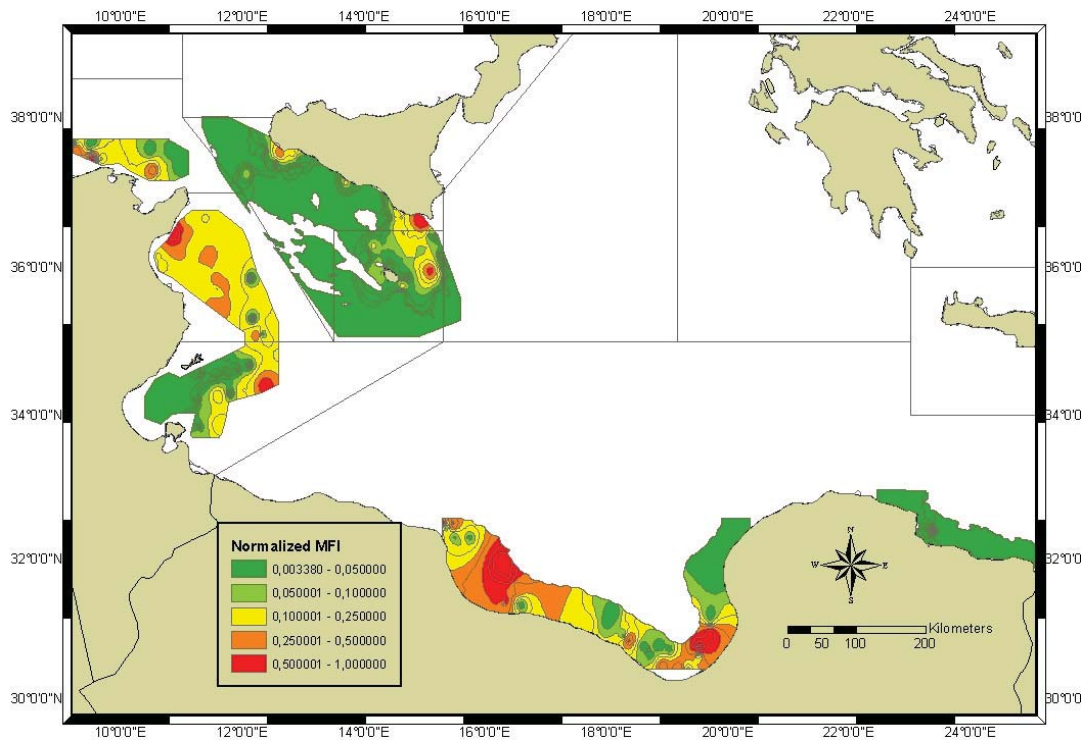 10°0'0"E 12°0'0"E 14°0'0"E 16°0'0"E 18°0'0"E 20°0'0"E 22°0'0"E 24°0'0"E
38°0'0"N 38°0'0"
36°0'0"N 36°0'0"
34°0'0"N 34°0'0"
32°0'0"N 32°0'0"
30°0'0"N 30°0'0"
Normalized MFI
0,003380 - 0,050000
0,050001 - 0,100000
0,100001 - 0,250000
0,250001 - 0,500000
0,500001 - 1,000000
N
W E
S
Kilometers
0 50 100 200
10°0'0"E 12°0'0"E 14°0'0"E 16°0'0"E 18°0'0"E 20°0'0"E 22°0'0"E 24°0'0"E